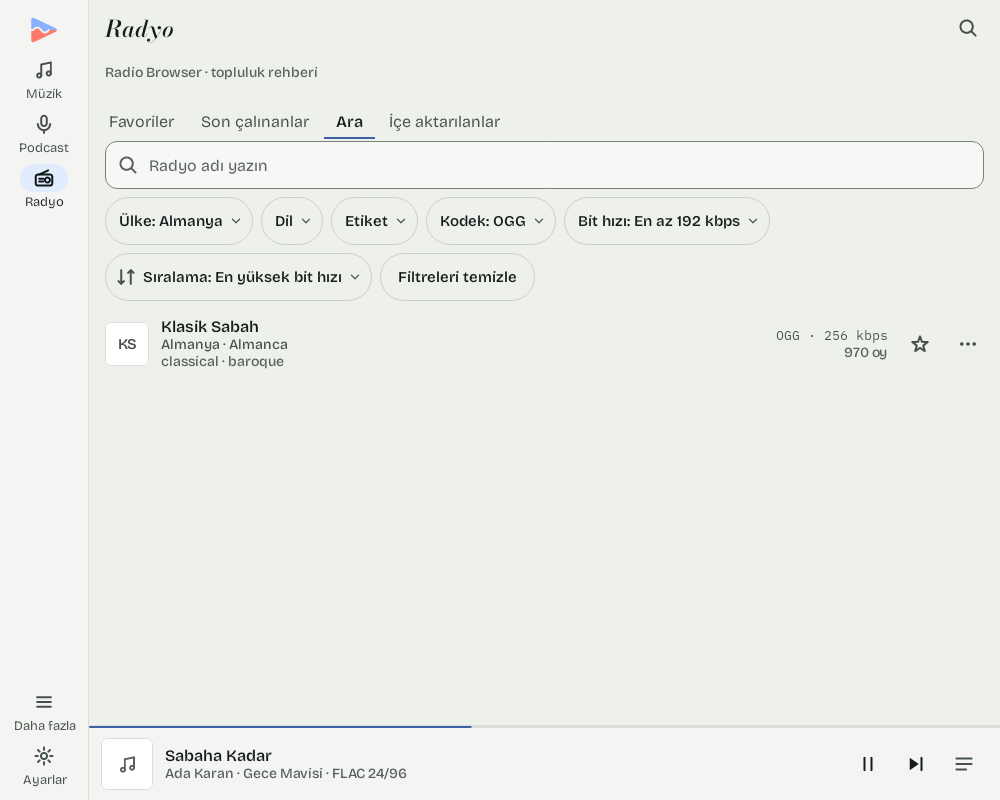 Radyo
Radio Browser · topluluk rehberi
Müzik
Podcast
Radyo
Favoriler
Son çalınanlar
Ara
İçe aktarılanlar
Radyo adı yazın
Ülke: Almanya
Dil
Etiket
Kodek: OGG
Bit hızı: En az 192 kbps
Sıralama: En yüksek bit hızı
Filtreleri temizle
KS
Klasik Sabah
Almanya · Almanca
classical · baroque
OGG · 256 kbps
970 oy
Daha fazla
Ayarlar
Sabaha Kadar
Ada Karan · Gece Mavisi · FLAC 24/96